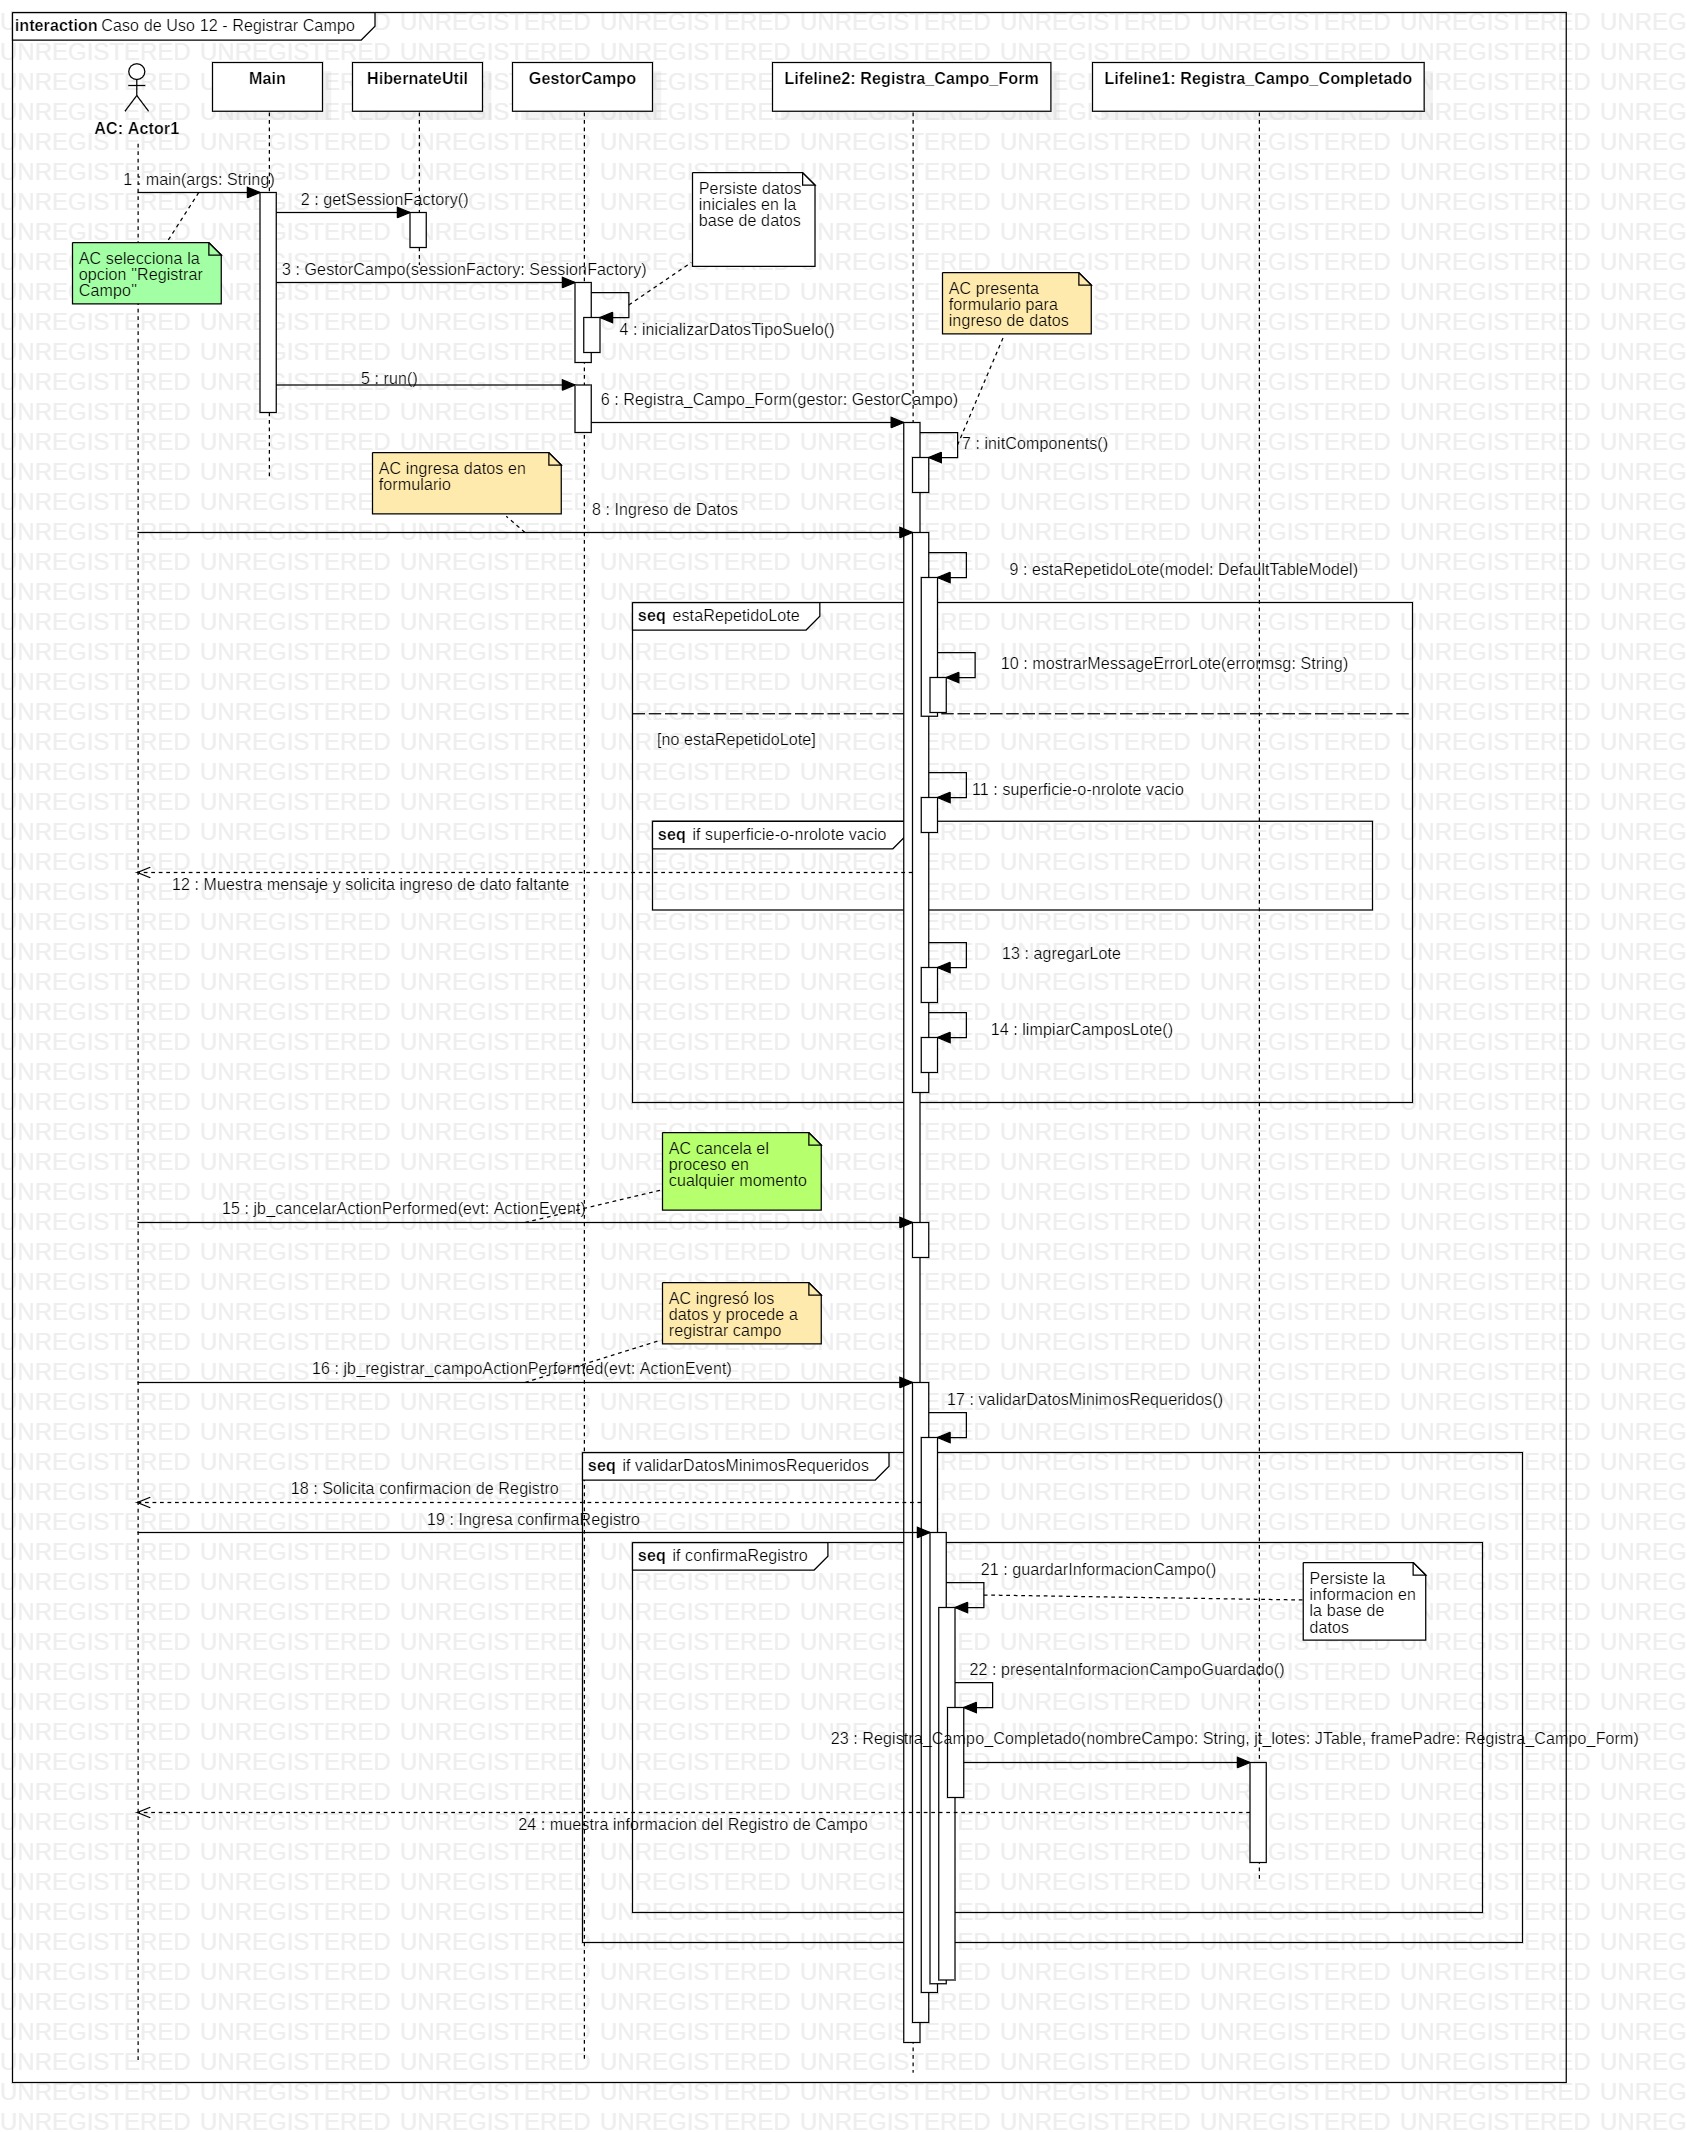 interaction Caso de Uso 12 - Registrar Campo
Main
HibernateUtil
GestorCampo
Lifeline2: Registra_Campo_Form
Lifeline1: Registra_Campo_Completado
AC: Actor1
1 : main(args: String)
2 : getSessionFactory()
Persiste datos
iniciales en la
base de datos
AC selecciona la
opcion "Registrar
Campo"
3 : GestorCampo(sessionFactory: SessionFactory)
AC presenta
formulario para
ingreso de datos
4 : inicializarDatosTipoSuelo()
5 : run()
6 : Registra_Campo_Form(gestor: GestorCampo)
7 : initComponents()
AC ingresa datos en
formulario
8 : Ingreso de Datos
9 : estaRepetidoLote(model: DefaultTableModel)
seq estaRepetidoLote
10 : mostrarMessageErrorLote(errormsg: String)
[no estaRepetidoLote]
11 : superficie-o-nrolote vacio
seq if superficie-o-nrolote vacio
12 : Muestra mensaje y solicita ingreso de dato faltante
13 : agregarLote
14 : limpiarCamposLote()
AC cancela el
proceso en
cualquier momento
15 : jb_cancelarActionPerformed(evt: ActionEvent)
AC ingresó los
datos y procede a
registrar campo
16 : jb_registrar_campoActionPerformed(evt: ActionEvent)
17 : validarDatosMinimosRequeridos()
seq if validarDatosMinimosRequeridos
18 : Solicita confirmacion de Registro
19 : Ingresa confirmaRegistro
seq if confirmaRegistro
21 : guardarInformacionCampo()
Persiste la
informacion en
la base de
datos
22 : presentaInformacionCampoGuardado()
23 : Registra_Campo_Completado(nombreCampo: String, jt_lotes: JTable, framePadre: Registra_Campo_Form)
24 : muestra informacion del Registro de Campo
UNREGISTERED